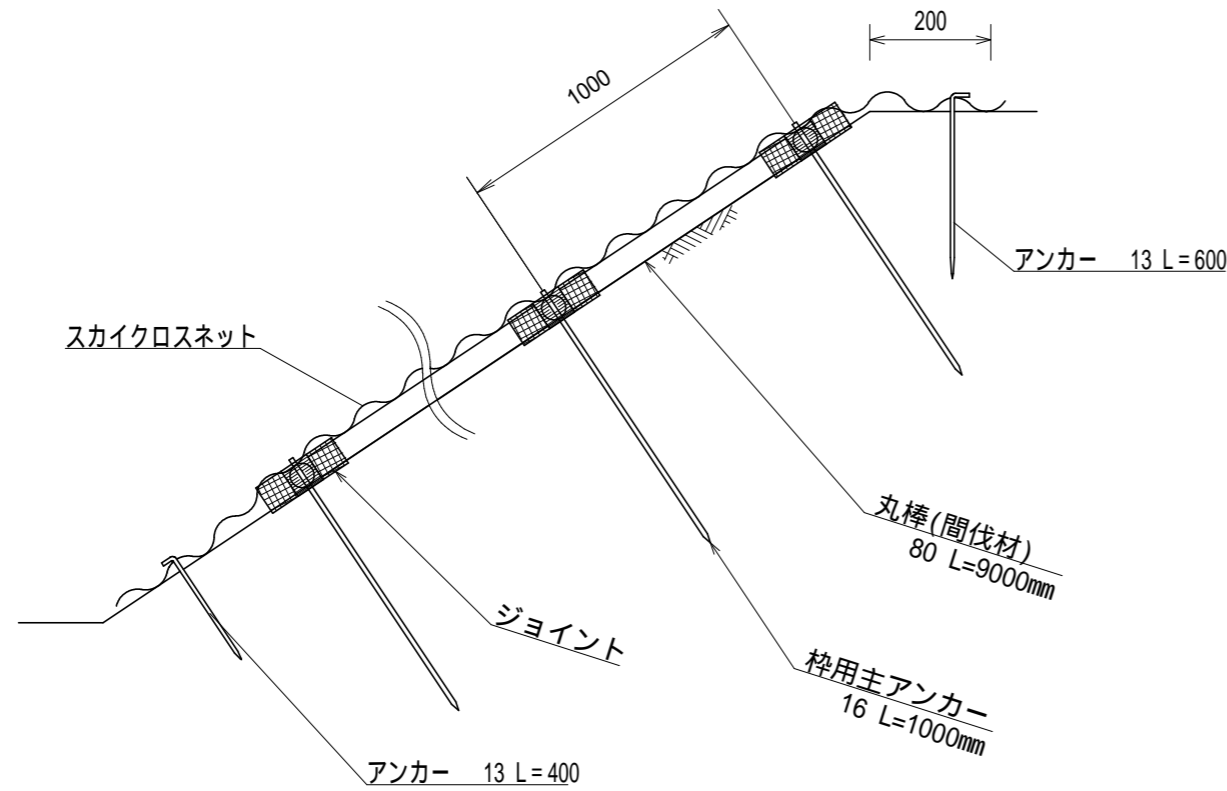 200
1000
アンカー 13 L=600
スカイクロスネット
丸棒(間伐材)
80 L=9000mm
ジョイント
枠用主アンカー
16 L=1000mm
アンカー 13 L=400